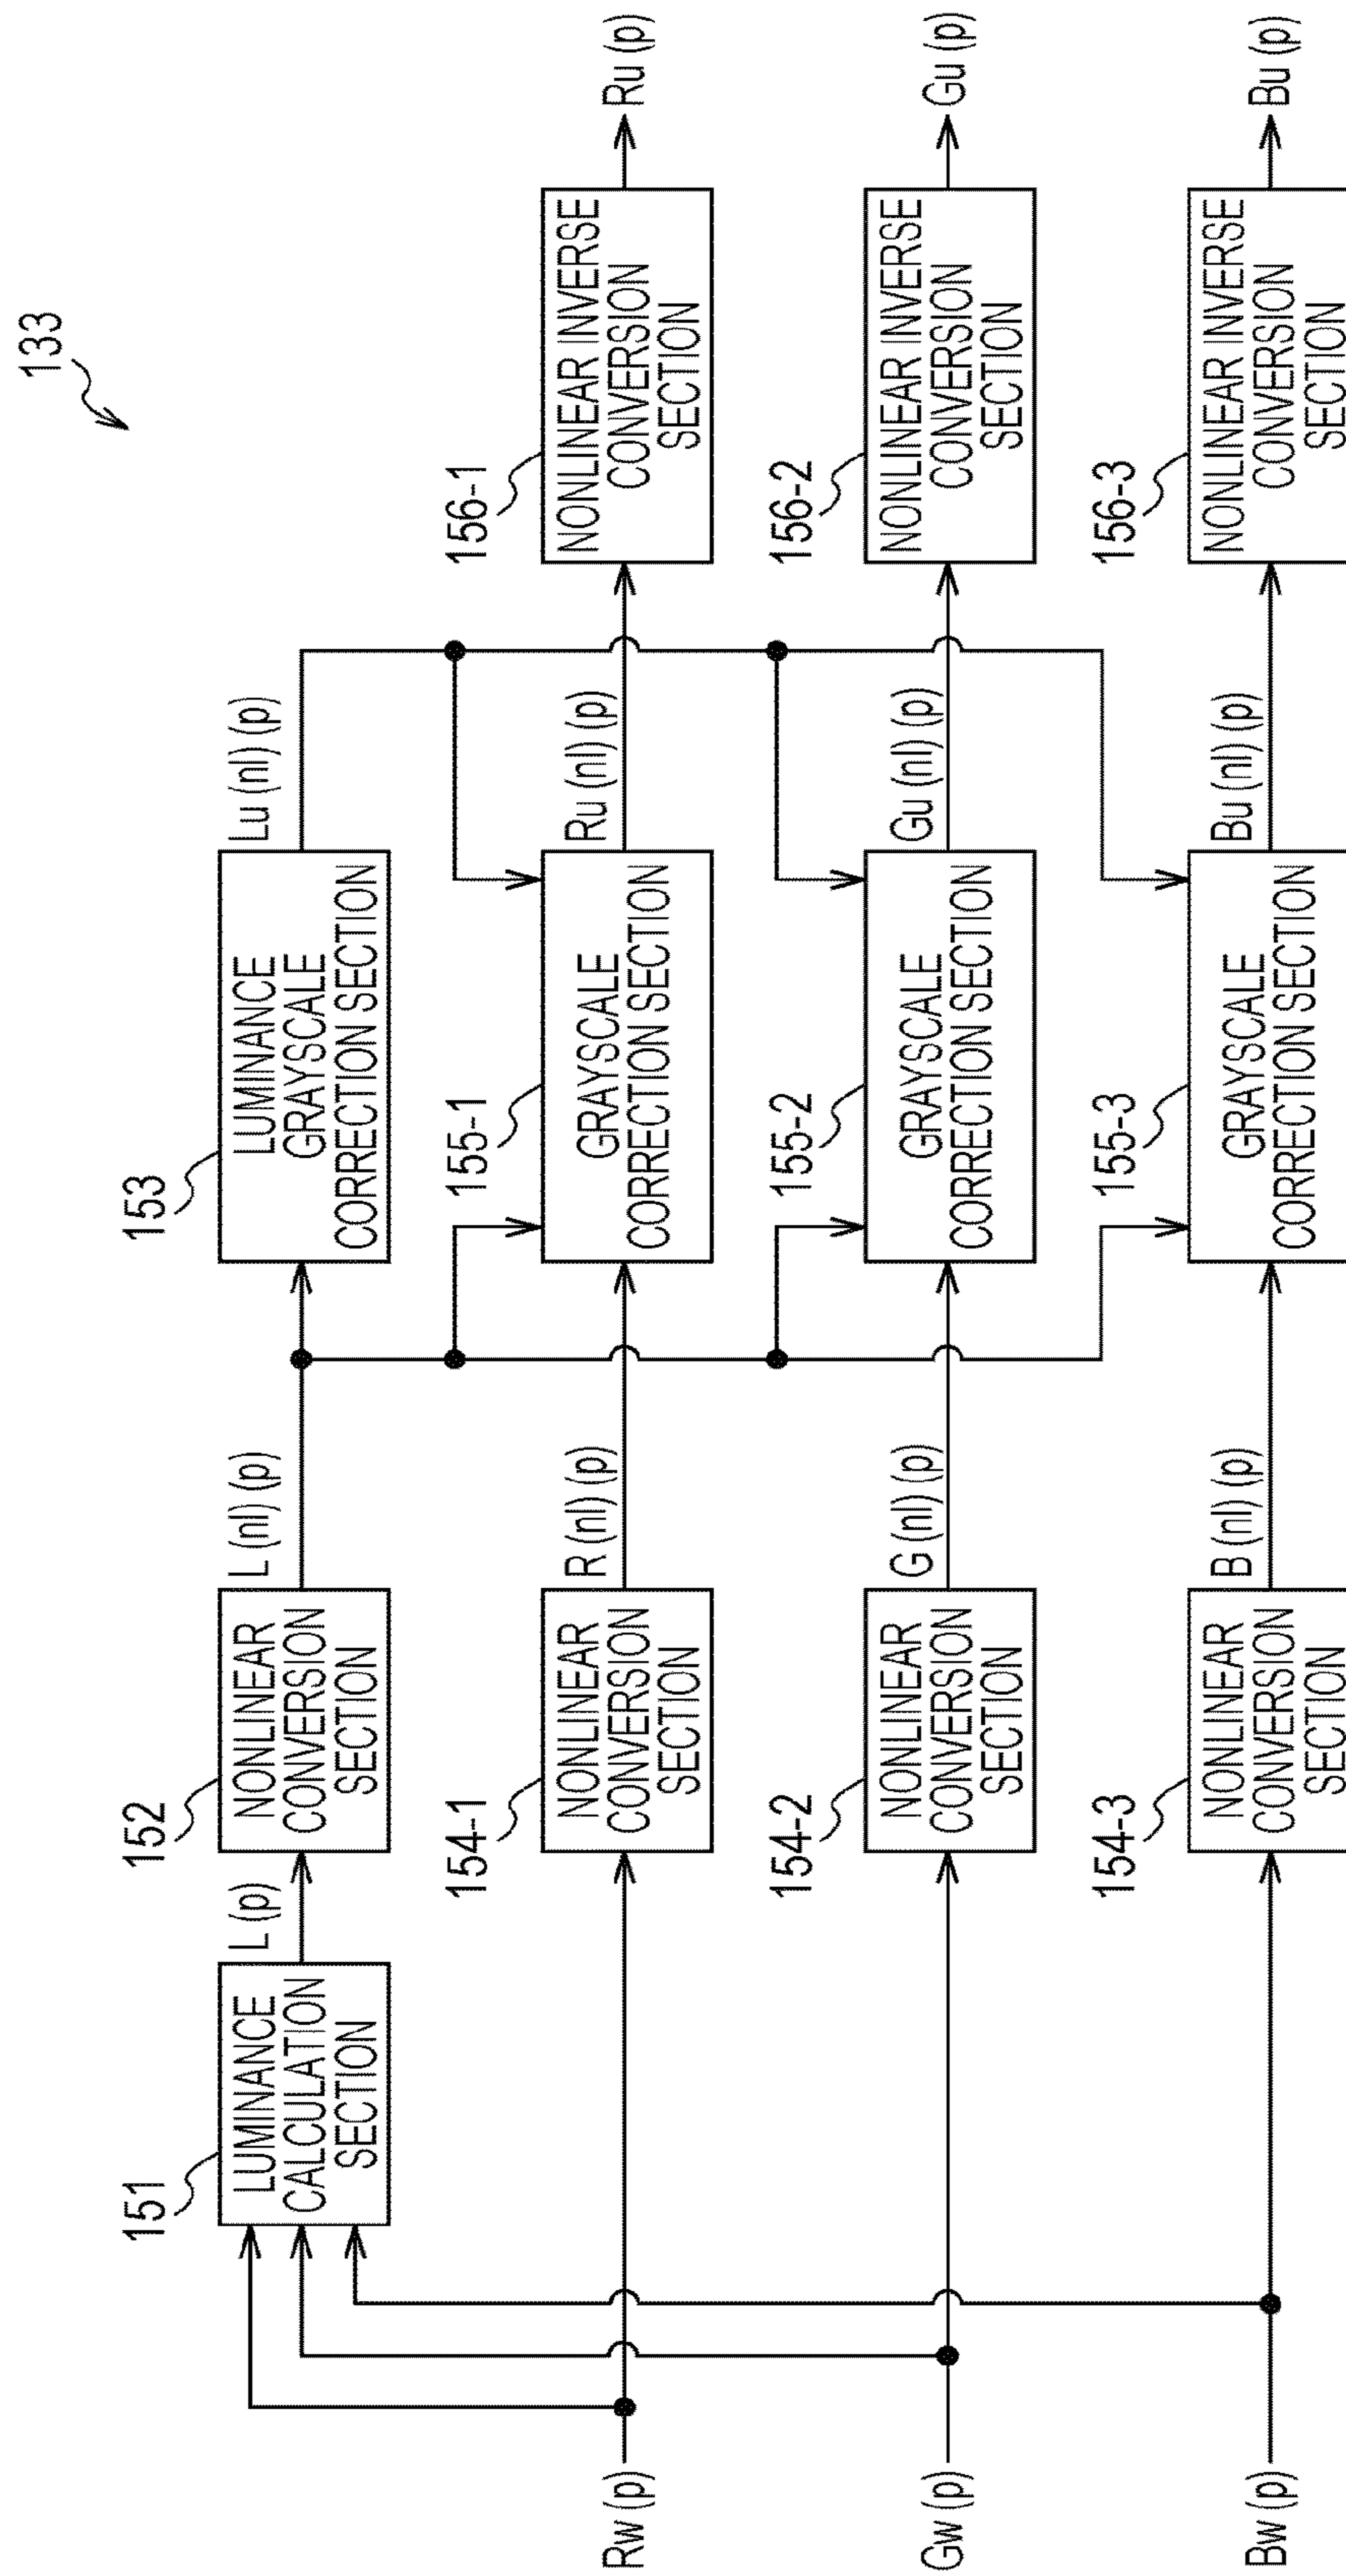 133
151
LUMINANCE
CALCULATION
SECTION
L (p)
152
NONLINEAR
CONVERSION
SECTION
L (nl) (p)
153
LUMINANCE
GRAYSCALE
CORRECTION SECTION
Lu (nl) (p)
Rw (p)
154-1
NONLINEAR
CONVERSION
SECTION
R (nl) (p)
155-1
GRAYSCALE
CORRECTION SECTION
Ru (nl) (p)
156-1
NONLINEAR INVERSE
CONVERSION
SECTION
Ru (p)
Gw (p)
154-2
NONLINEAR
CONVERSION
SECTION
G (nl) (p)
155-2
GRAYSCALE
CORRECTION SECTION
Gu (nl) (p)
156-2
NONLINEAR INVERSE
CONVERSION
SECTION
Gu (p)
Bw (p)
154-3
NONLINEAR
CONVERSION
SECTION
B (nl) (p)
155-3
GRAYSCALE
CORRECTION SECTION
Bu (nl) (p)
156-3
NONLINEAR INVERSE
CONVERSION
SECTION
Bu (p)